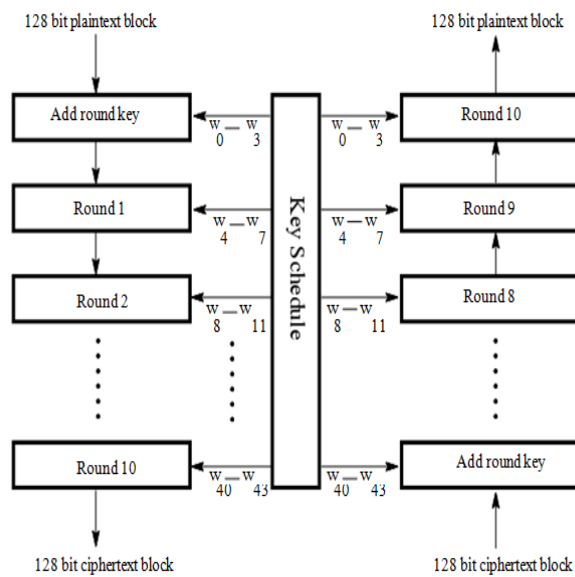 128 bit plaintext block
128 bit plaintext block
Add round key
w — w
0 3
w — w
0 3
Round 10
Round 1
w — w
4 7
w — w
4 7
Round 9
Key Schedule
Round 2
w — w
8 11
w — w
8 11
Round 8
Round 10
w — w
40 43
w — w
40 43
Add round key
128 bit ciphertext block
128 bit ciphertext block